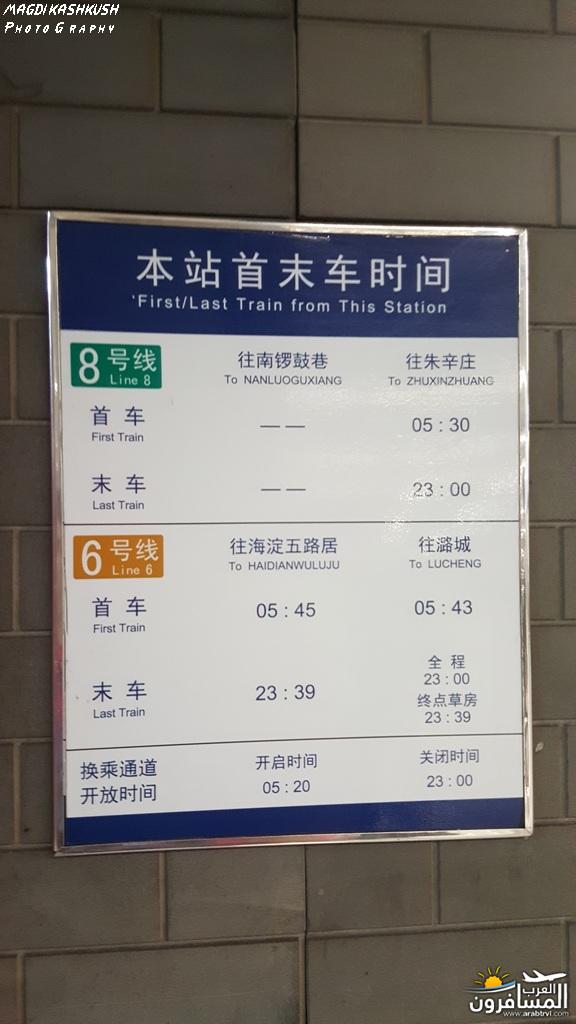 MAGDI KASHKUSH
PHOTOGRAPHY
本站首末车时间
First/Last Train from This Station
8号线 往南锣鼓巷 往朱辛庄
Line 8 To NANLUOGUXIANG To ZHUXINZHUANG
首车 —— 05:30
First Train
末车 —— 23:00
Last Train
6号线 往海淀五路居 往潞城
Line 6 To HAIDIANWULUJU To LUCHENG
首车 05:45 05:43
First Train
全程
23:00
末车 23:39 终点草房
Last Train 23:39
换乘通道 开启时间 关闭时间
开放时间 05:20 23:00
العرب
المسافرون
www.arabtrvl.com